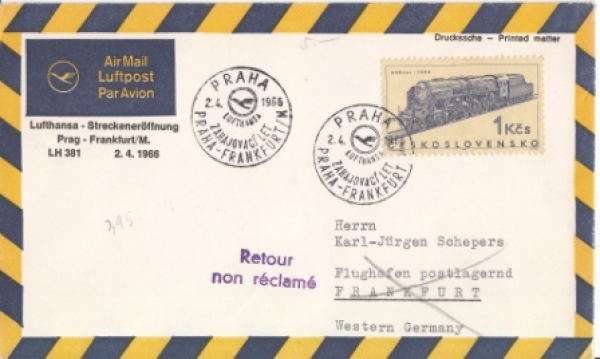 Drucksache - Printed matter
Air Mail
Luftpost
Par Avion
Lufthansa - Streckeneröffnung
Prag - Frankfurt/M.
LH 381 2. 4. 1966
5.-
PRAHA
2.4. 1966
LUFTHANSA
ZAHAJOVACÍ LET
PRAHA-FRANKFURT/M.
PRAHA
2.4.
LUFTHANSA
ZAHAJOVACÍ LET
PRAHA-FRANKFURT
1 Kčs
ČESKOSLOVENSKO
395.-
Retour
non réclamé
Herrn
Karl-Jürgen Schepers
Flughafen postlagernd
FRANKFURT
Western Germany